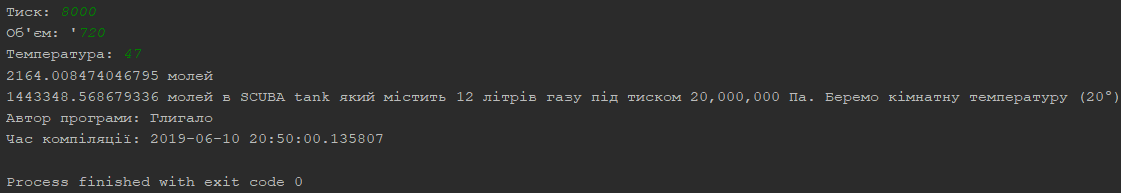 Тиск: 8000
Об'єм: '720
Температура: 47
2164.008474046795 молей
1443348.568679336 молей в SCUBA tank який містить 12 літрів газу під тиском 20,000,000 Па. Беремо кімнатну температуру (20°)
Автор програми: Глигало
Час компіляції: 2019-06-10 20:50:00.135807
Process finished with exit code 0